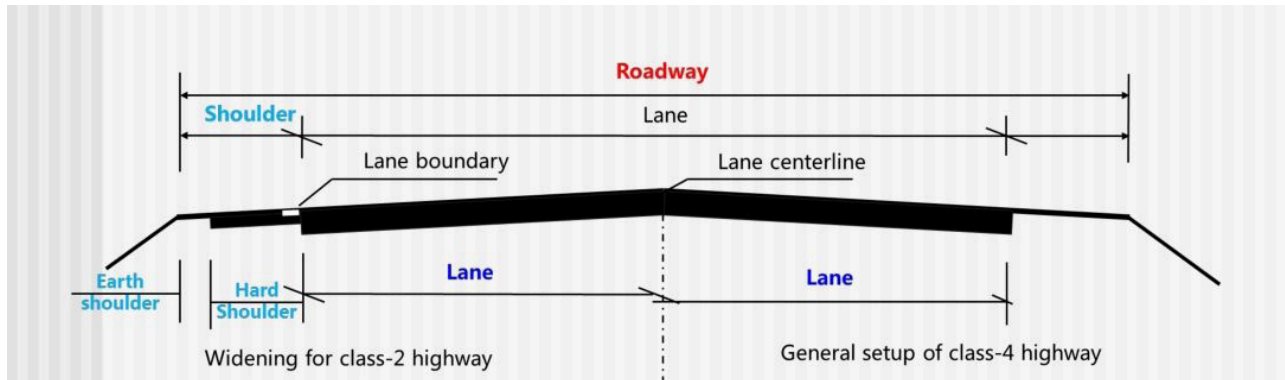 Roadway
Shoulder
Lane
Lane boundary
Lane centerline
Earth
shoulder
Hard
Shoulder
Lane
Lane
Widening for class-2 highway
General setup of class-4 highway